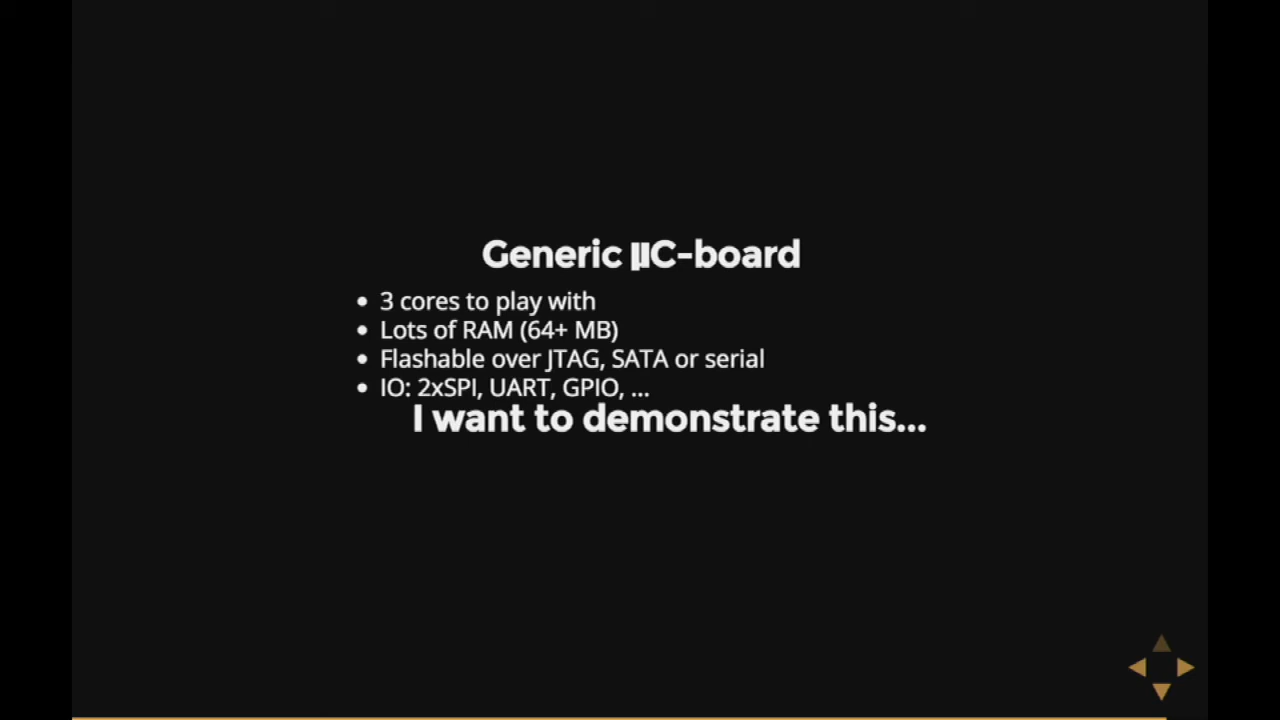 Generic µC-board
• 3 cores to play with
• Lots of RAM (64+ MB)
• Flashable over JTAG, SATA or serial
• IO: 2xSPI, UART, GPIO, ...
I want to demonstrate this...